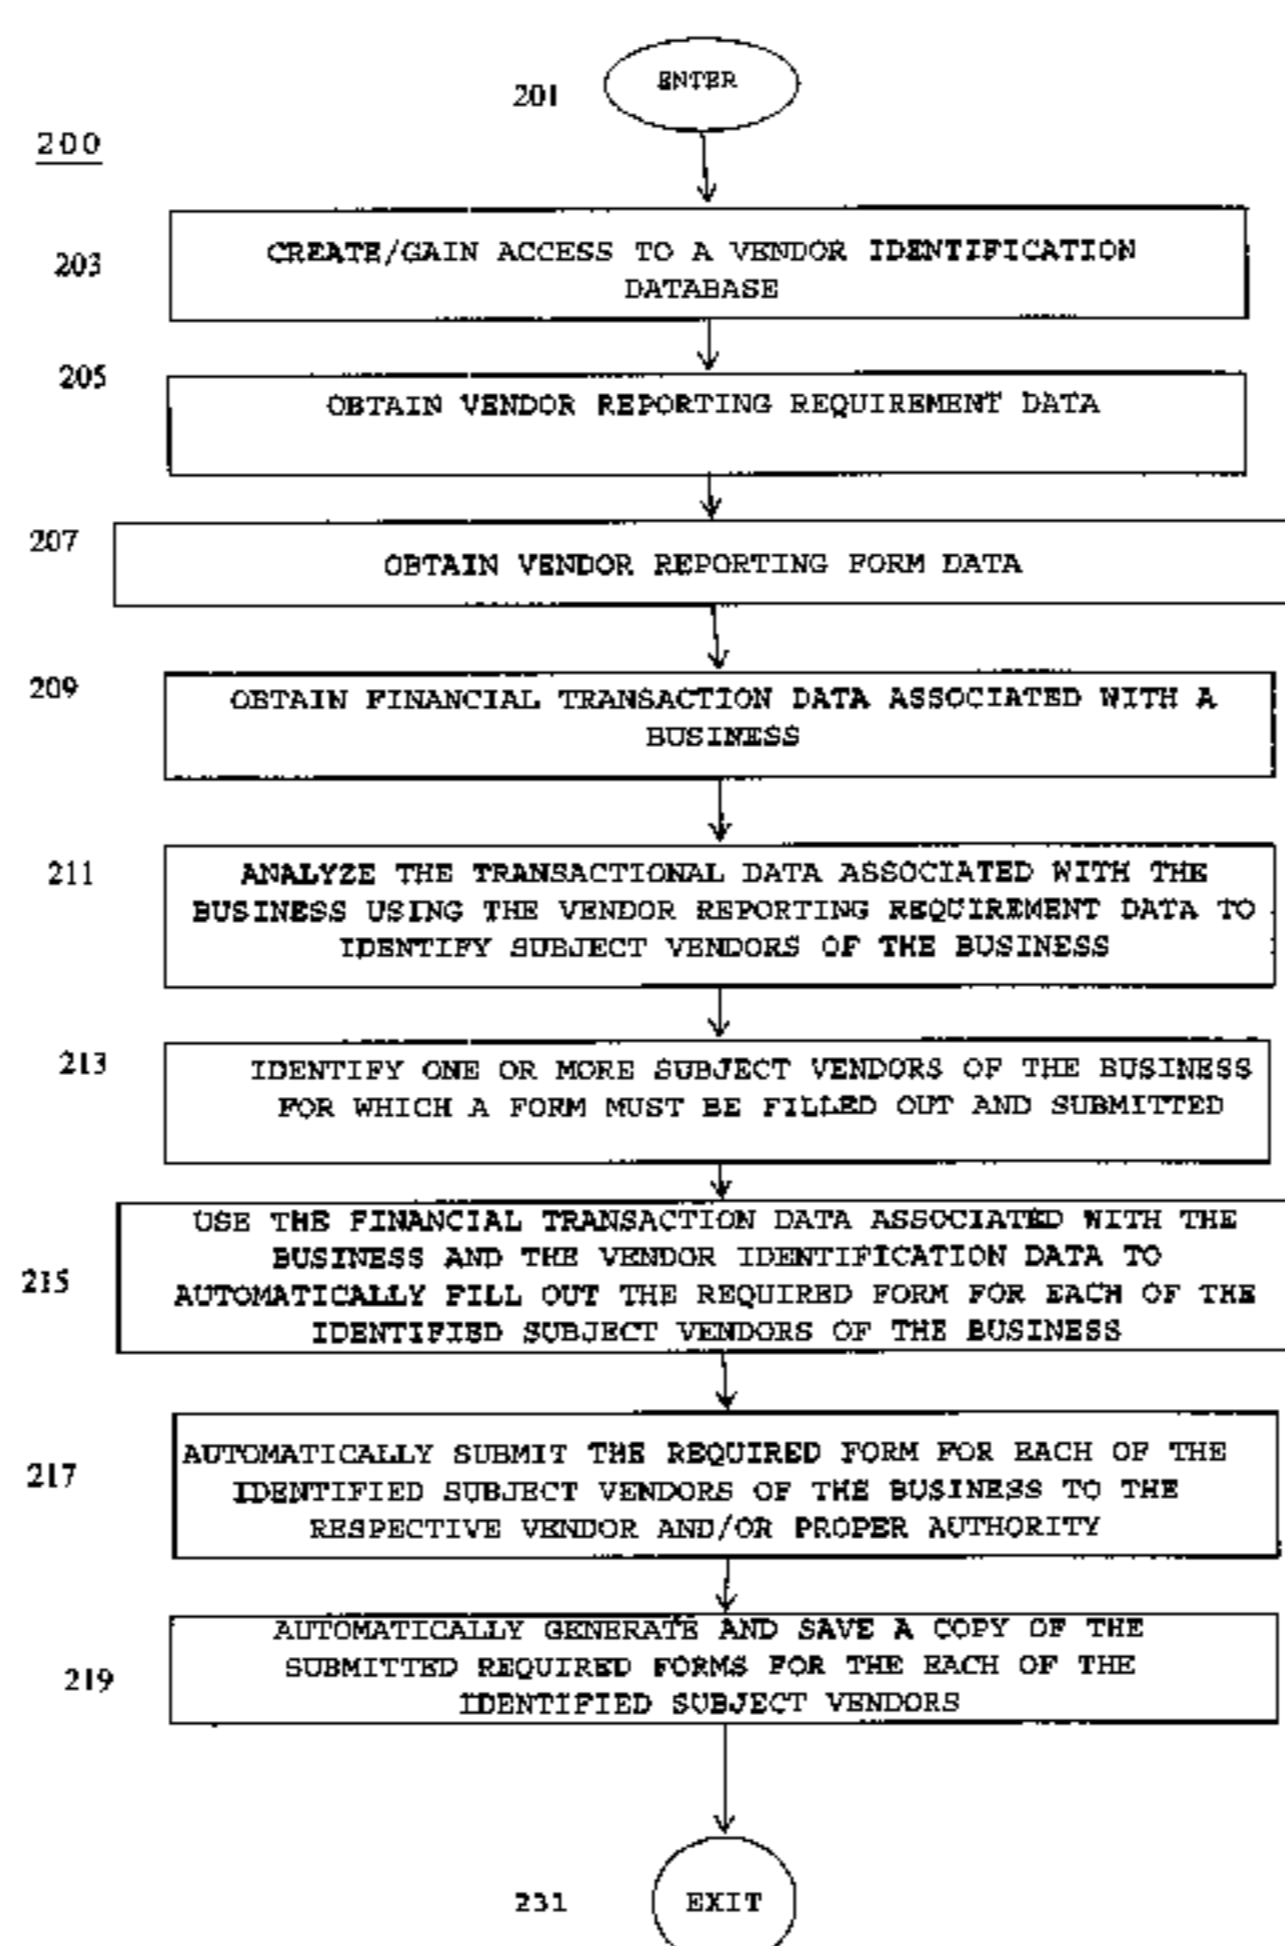 ENTER
201
200
CREATE/GAIN ACCESS TO A VENDOR IDENTIFICATION
DATABASE
203
205
OBTAIN VENDOR REPORTING REQUIREMENT DATA
207
OBTAIN VENDOR REPORTING FORM DATA
209
OBTAIN FINANCIAL TRANSACTION DATA ASSOCIATED WITH A
BUSINESS
211
ANALYZE THE TRANSACTIONAL DATA ASSOCIATED WITH THE
BUSINESS USING THE VENDOR REPORTING REQUIREMENT DATA TO
IDENTIFY SUBJECT VENDORS OF THE BUSINESS
213
IDENTIFY ONE OR MORE SUBJECT VENDORS OF THE BUSINESS
FOR WHICH A FORM MUST BE FILLED OUT AND SUBMITTED
USE THE FINANCIAL TRANSACTION DATA ASSOCIATED WITH THE
BUSINESS AND THE VENDOR IDENTIFICATION DATA TO
215
AUTOMATICALLY FILL OUT THE REQUIRED FORM FOR EACH OF THE
IDENTIFIED SUBJECT VENDORS OF THE BUSINESS
AUTOMATICALLY SUBMIT THE REQUIRED FORM FOR EACH OF THE
217
IDENTIFIED SUBJECT VENDORS OF THE BUSINESS TO THE
RESPECTIVE VENDOR AND/OR PROPER AUTHORITY
AUTOMATICALLY GENERATE AND SAVE A COPY OF THE
SUBMITTED REQUIRED FORMS FOR THE EACH OF THE
219
IDENTIFIED SUBJECT VENDORS
231
EXIT